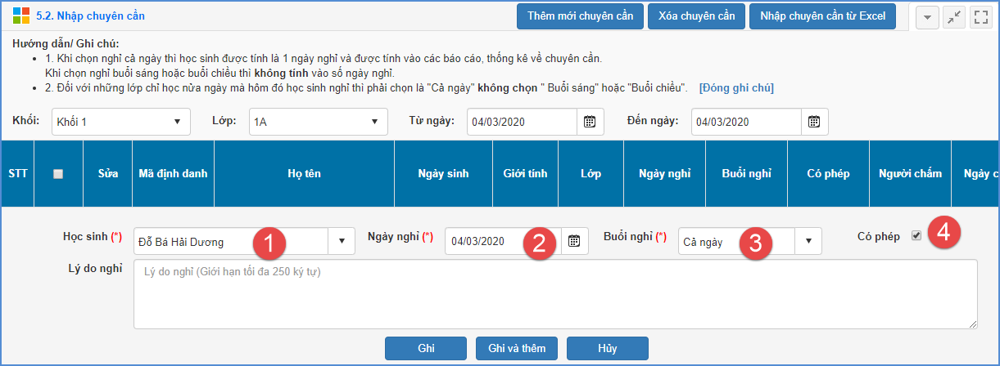 5.2. Nhập chuyên cần
Thêm mới chuyên cần Xóa chuyên cần Nhập chuyên cần từ Excel
Hướng dẫn/ Ghi chú:
• 1. Khi chọn nghỉ cả ngày thì học sinh được tính là 1 ngày nghỉ và được tính vào các báo cáo, thống kê về chuyên cần.
Khi chọn nghỉ buổi sáng hoặc buổi chiều thì không tính vào số ngày nghỉ.
• 2. Đối với những lớp chỉ học nửa ngày mà hôm đó học sinh nghỉ thì phải chọn là "Cả ngày" không chọn " Buổi sáng" hoặc "Buổi chiều". [Đóng ghi chú]
Khối: Khối 1 Lớp: 1A Từ ngày: 04/03/2020 Đến ngày: 04/03/2020
STT Sửa Mã định danh Họ tên Ngày sinh Giới tính Lớp Ngày nghỉ Buổi nghỉ Có phép Người chấm Ngày c
Học sinh (*) Đỗ Bá Hải Dương 1 Ngày nghỉ (*) 04/03/2020 2 Buổi nghỉ (*) Cả ngày 3 Có phép 4
Lý do nghỉ Lý do nghỉ (Giới hạn tối đa 250 ký tự)
Ghi Ghi và thêm Hủy